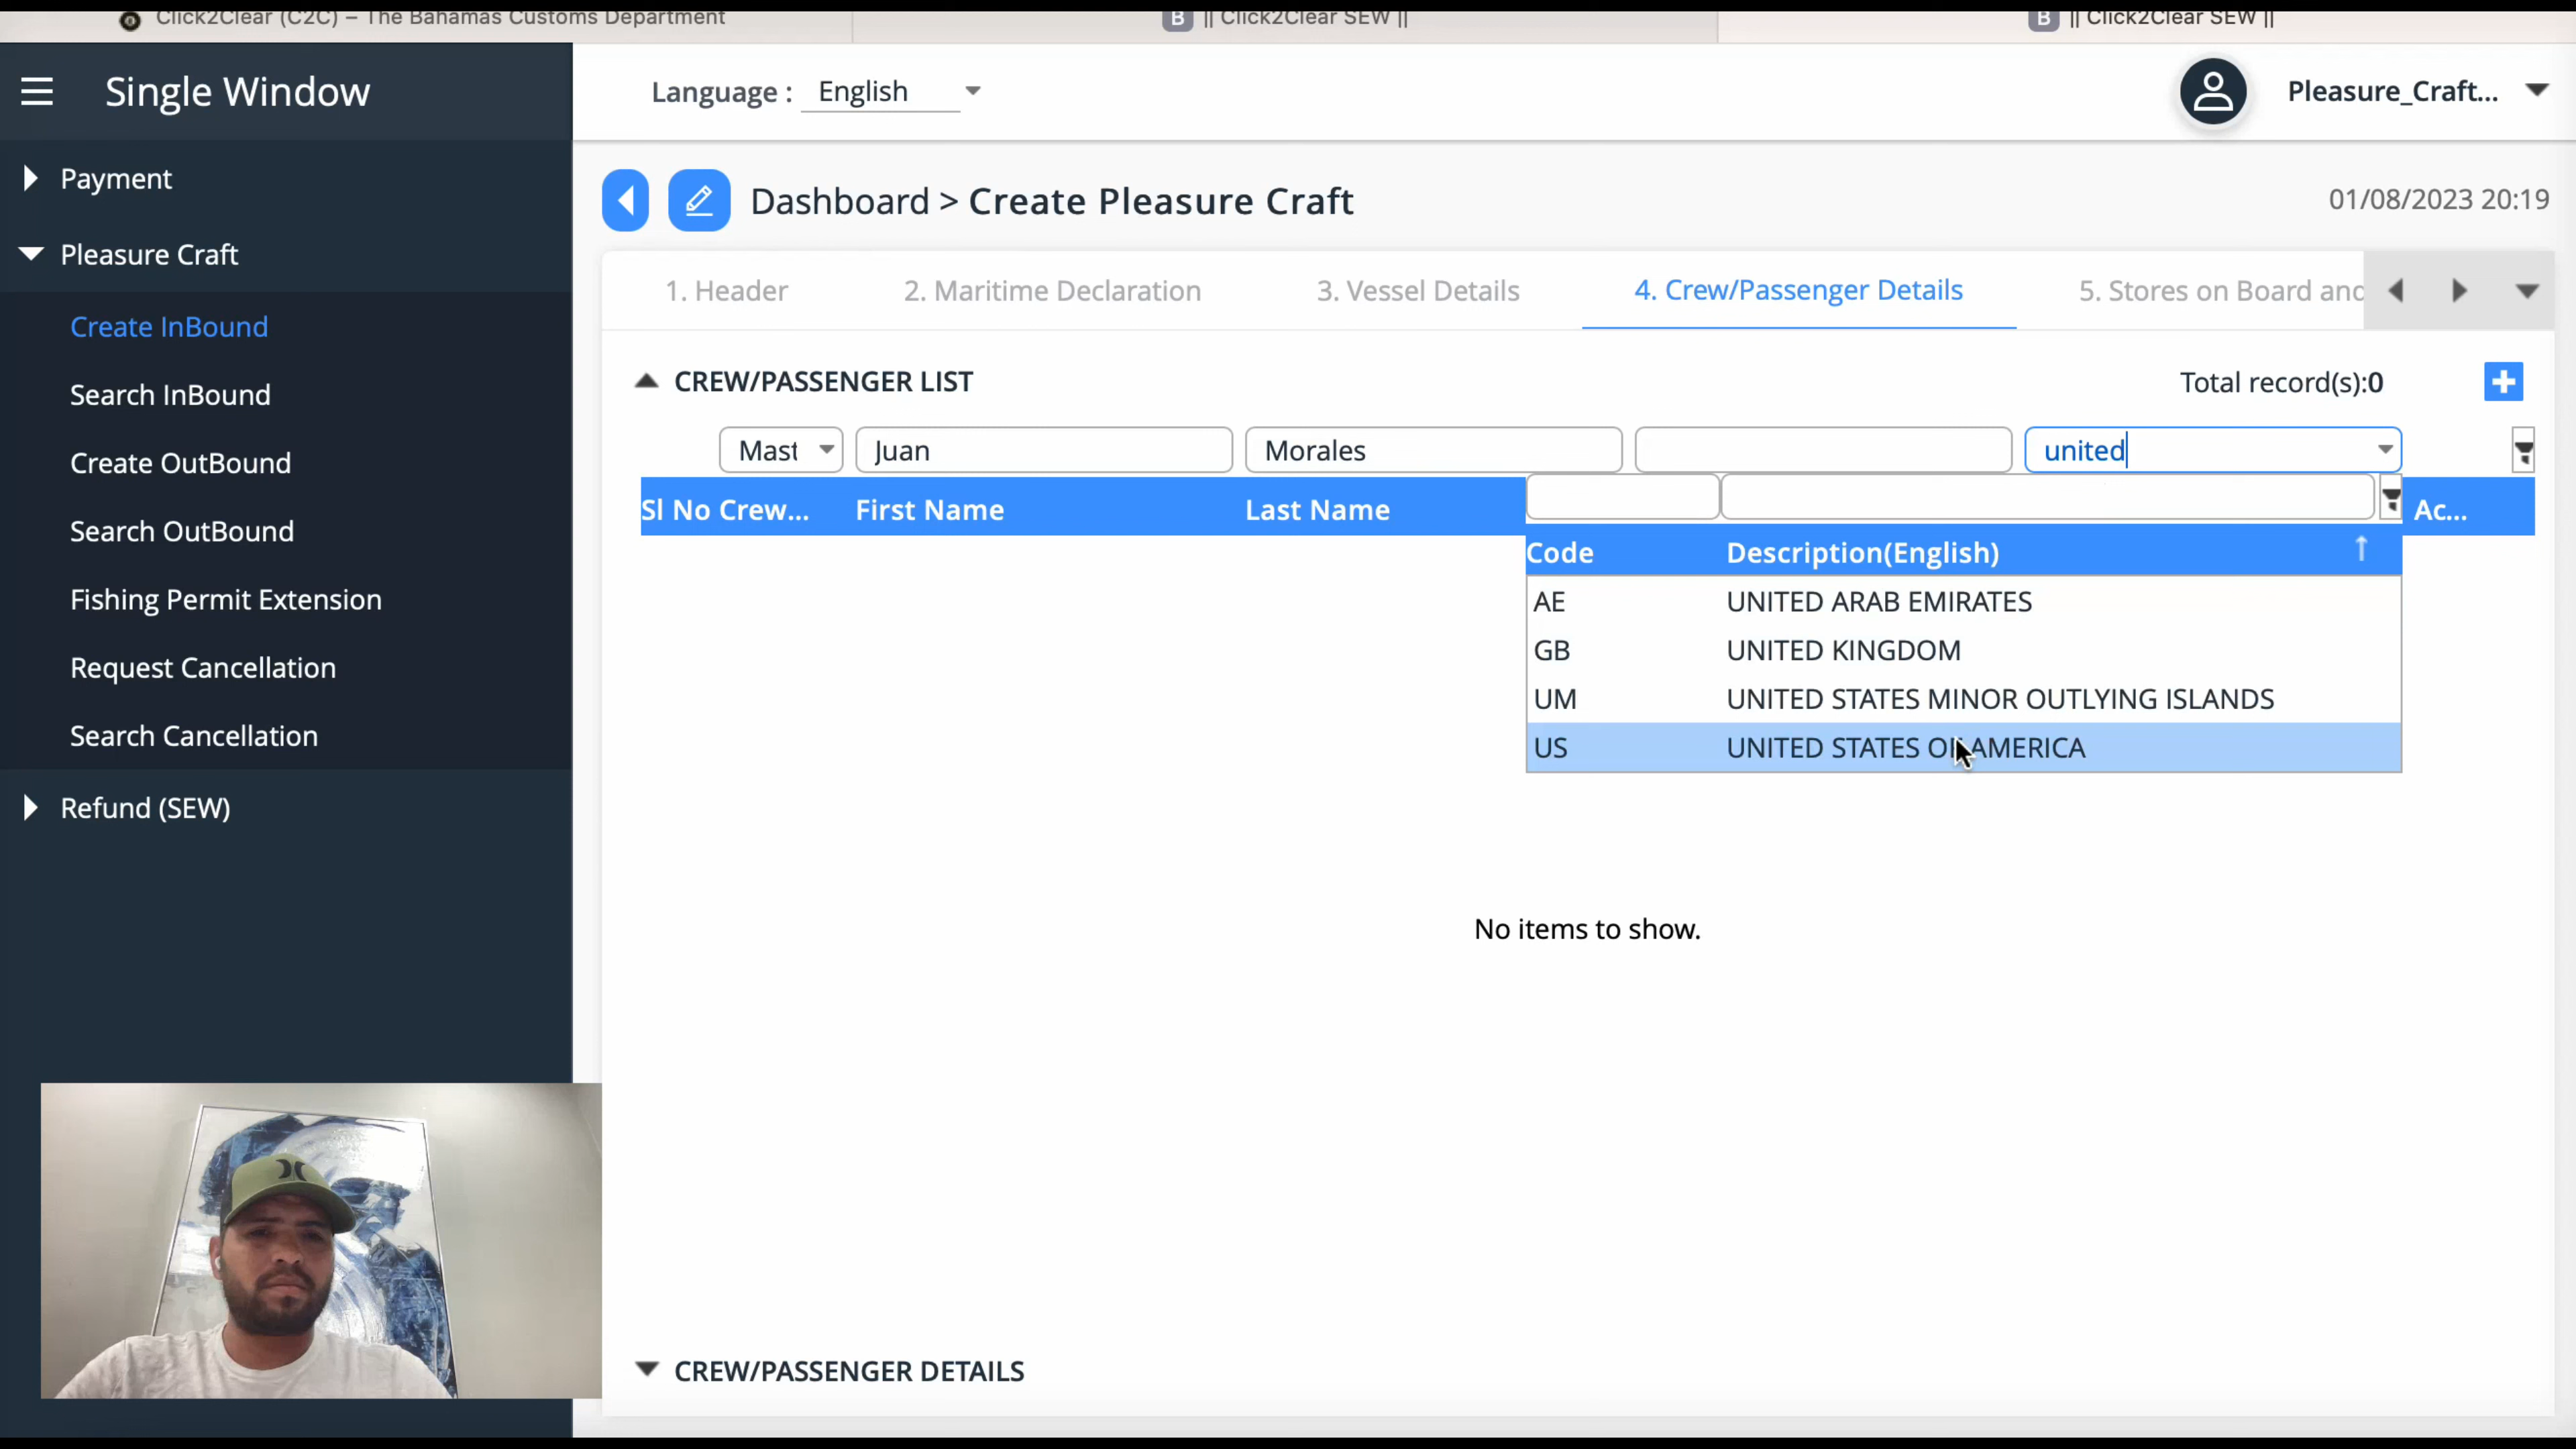 Click2Clear (C2C) – The Bahamas Customs Department
B || Click2Clear SEW ||
B || Click2Clear SEW ||
Single Window
Language : English
Pleasure_Craft...
Payment
Pleasure Craft
Create InBound
Search InBound
Create OutBound
Search OutBound
Fishing Permit Extension
Request Cancellation
Search Cancellation
Refund (SEW)
Dashboard > Create Pleasure Craft
01/08/2023 20:19
1. Header
2. Maritime Declaration
3. Vessel Details
4. Crew/Passenger Details
5. Stores on Board and
CREW/PASSENGER LIST
Total record(s):0
Mast
Juan
Morales
united
Sl No Crew...
First Name
Last Name
Ac...
Code
Description(English)
AE UNITED ARAB EMIRATES
GB UNITED KINGDOM
UM UNITED STATES MINOR OUTLYING ISLANDS
US UNITED STATES OF AMERICA
No items to show.
CREW/PASSENGER DETAILS